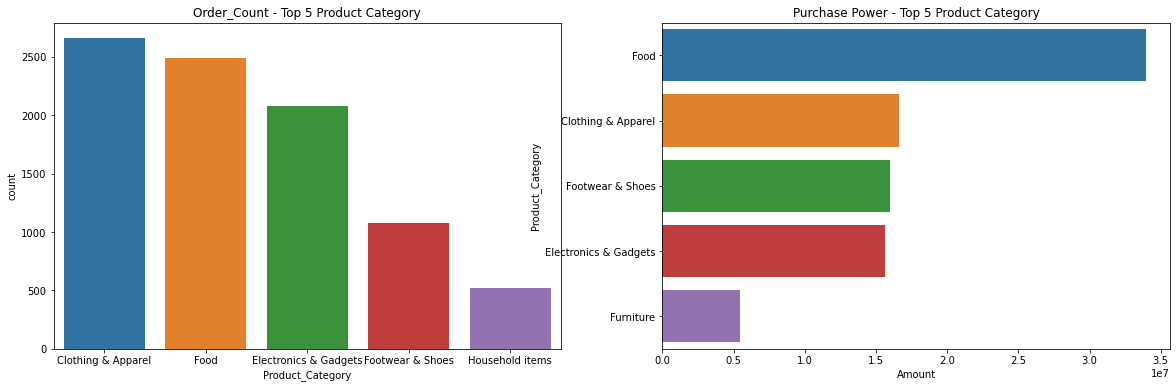 Order_Count - Top 5 Product Category
count
2500
2000
1500
1000
500
0
Clothing & Apparel
Food
Electronics & Gadgets
Footwear & Shoes
Household items
Product_Category
Purchase Power - Top 5 Product Category
Product_Category
Food
Clothing & Apparel
Footwear & Shoes
Electronics & Gadgets
Furniture
0.0
0.5
1.0
1.5
2.0
2.5
3.0
3.5
1e7
Amount